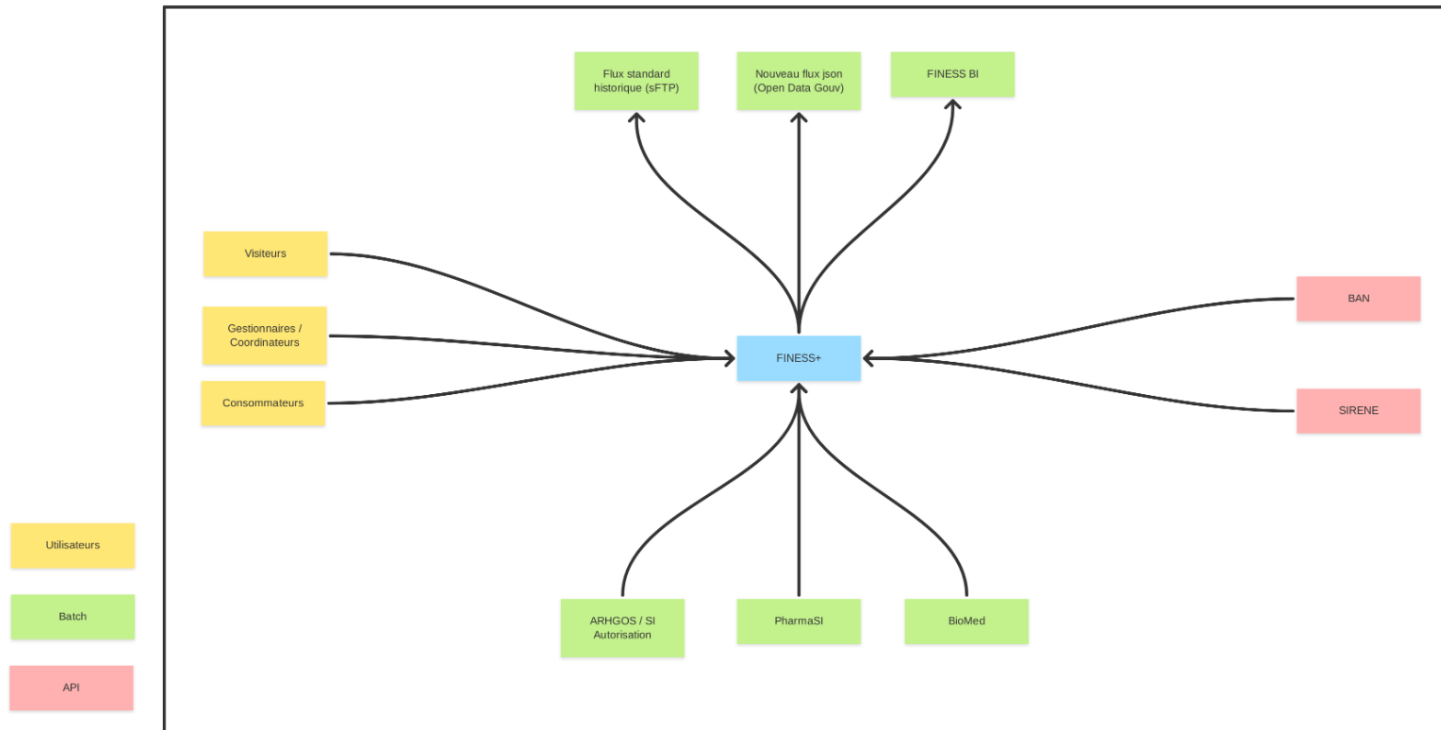 Flux standard
historique (sFTP)
Nouveau flux json
(Open Data Gouv)
FINESS BI
Visiteurs
Gestionnaires /
Coordinateurs
Consommateurs
FINESS+
BAN
SIRENE
ARHGOS / SI
Autorisation
PharmaSI
BioMed
Utilisateurs
Batch
API